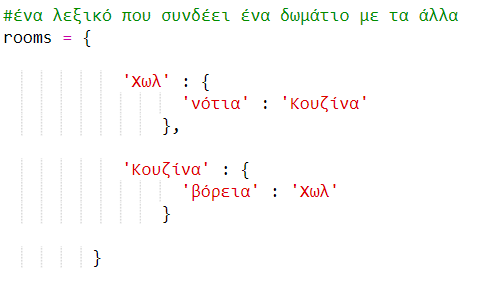 #ένα λεξικό που συνδέει ένα δωμάτιο με τα άλλα
rooms = {
'Χωλ' : {
'νότια' : 'Κουζίνα'
},
'Κουζίνα' : {
'βόρεια' : 'Χωλ'
}
}